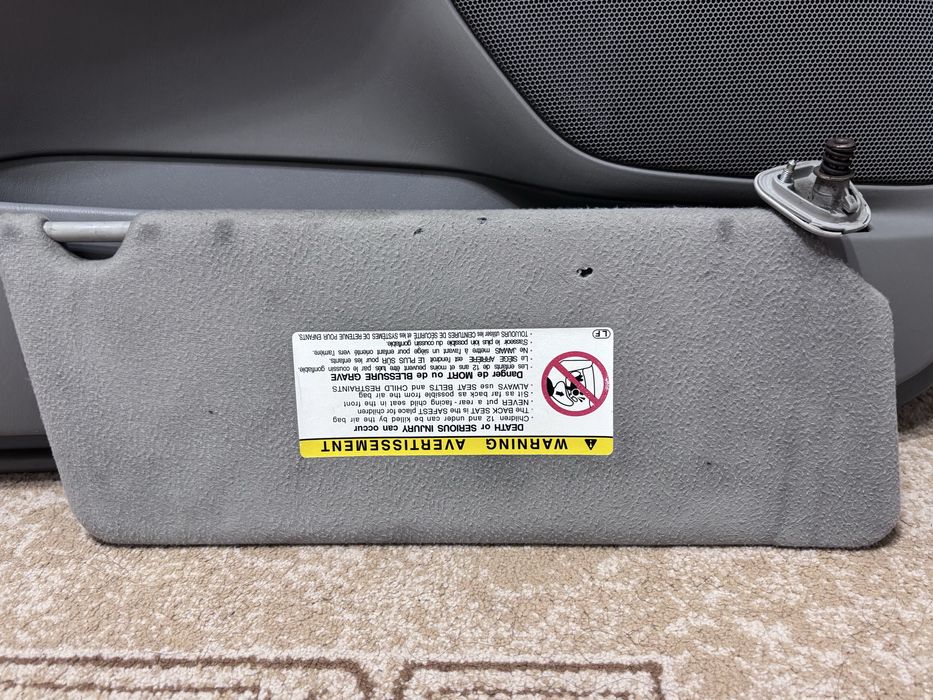 WARNING AVERTISSEMENT
DEATH or SERIOUS INJURY can occur
· Children 12 and under can be killed by the air bag
· The BACK SEAT is the SAFEST place for children
· NEVER put a rear-facing child seat in the front
· Sit as far back as possible from the air bag
· ALWAYS use SEAT BELTS and CHILD RESTRAINTS
Danger de MORT ou de BLESSURE GRAVE
· Les enfants de 12 ans et moins peuvent être tués par le coussin gonflable.
· Le SIÈGE ARRIÈRE est l'endroit LE PLUS SÛR pour les enfants.
· Ne JAMAIS mettre à l'avant un siège pour enfant orienté vers l'arrière.
· S'asseoir le plus loin possible du coussin gonflable.
· TOUJOURS utiliser les CEINTURES DE SÉCURITÉ et les SYSTÈMES DE RETENUE POUR ENFANTS.
LF